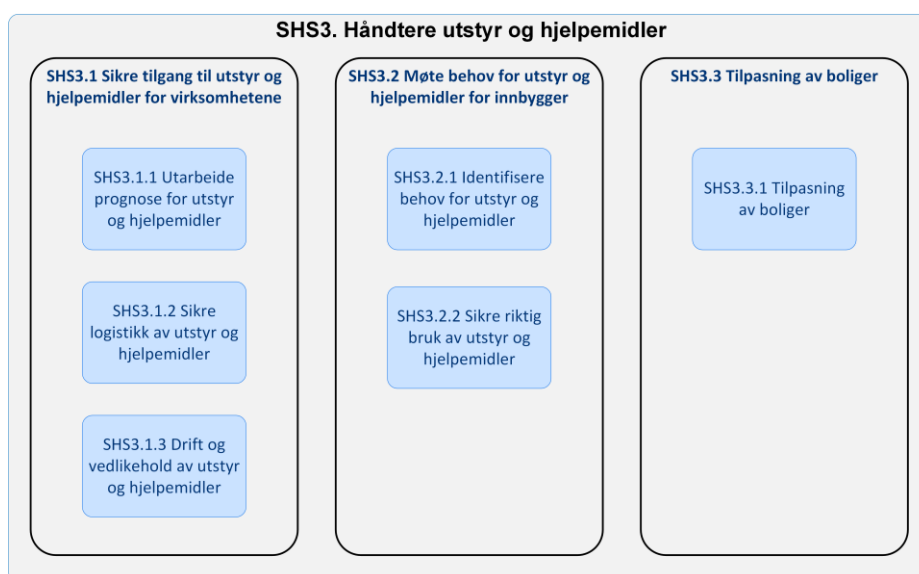 SHS3. Håndtere utstyr og hjelpemidler
SHS3.1 Sikre tilgang til utstyr og
hjelpemidler for virksomhetene
SHS3.1.1 Utarbeide
prognose for utstyr
og hjelpemidler
SHS3.1.2 Sikre
logistikk av utstyr og
hjelpemidler
SHS3.1.3 Drift og
vedlikehold av utstyr
og hjelpemidler
SHS3.2 Møte behov for utstyr og
hjelpemidler for innbygger
SHS3.2.1 Identifisere
behov for utstyr og
hjelpemidler
SHS3.2.2 Sikre riktig
bruk av utstyr og
hjelpemidler
SHS3.3 Tilpasning av boliger
SHS3.3.1 Tilpasning
av boliger